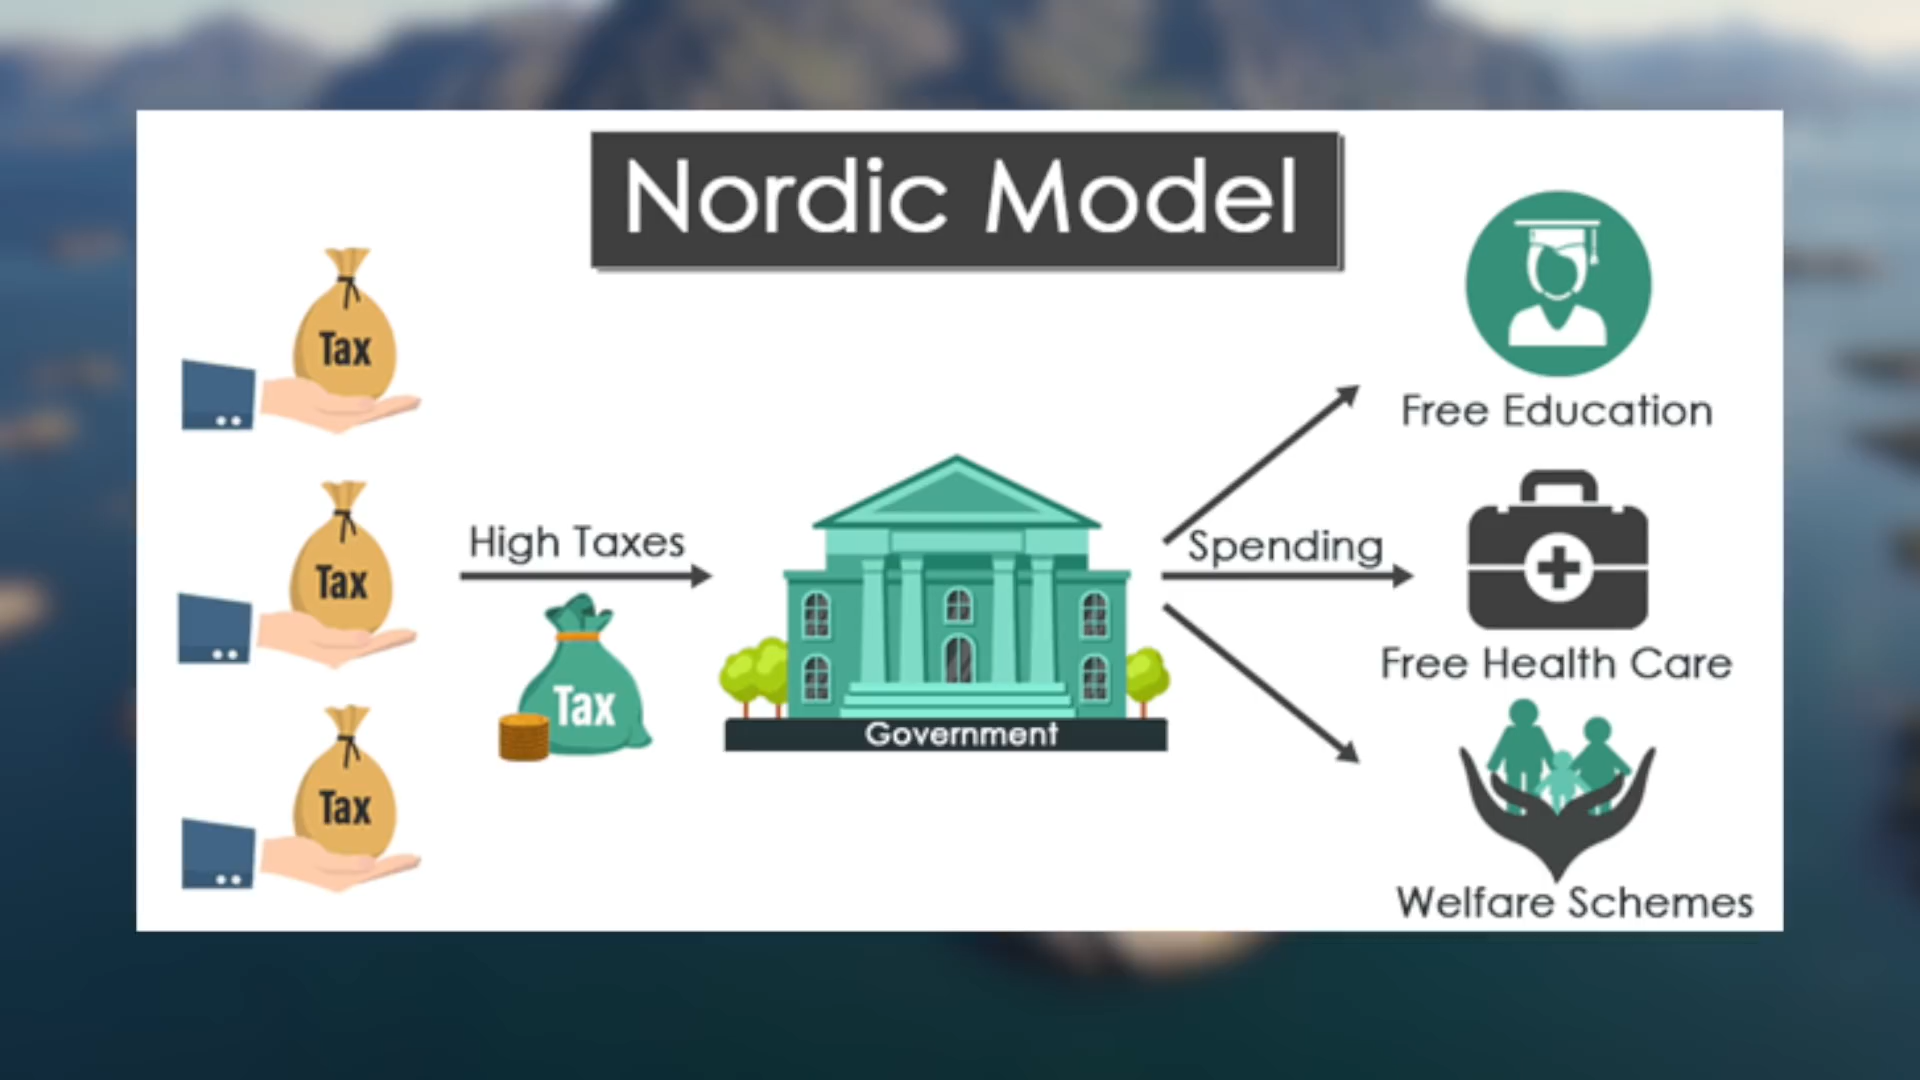 Nordic Model
Tax
Tax
Tax
High Taxes
Tax
Government
Spending
Free Education
Free Health Care
Welfare Schemes